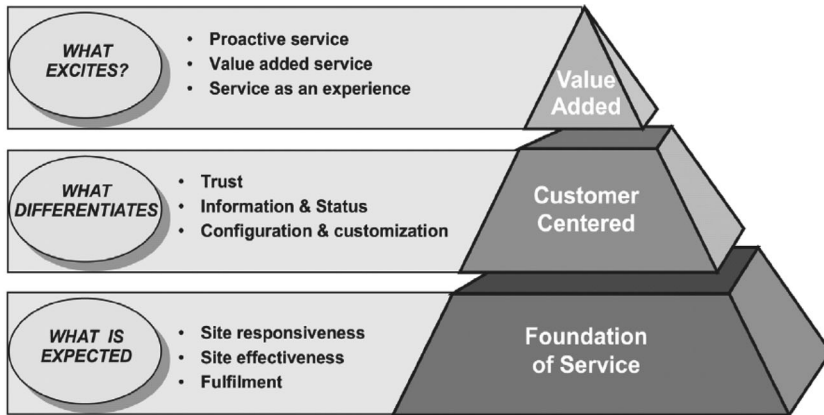 WHAT
EXCITES?
• Proactive service
• Value added service
• Service as an experience
Value
Added
WHAT
DIFFERENTIATES
• Trust
• Information & Status
• Configuration & customization
Customer
Centered
WHAT IS
EXPECTED
• Site responsiveness
• Site effectiveness
• Fulfilment
Foundation
of Service